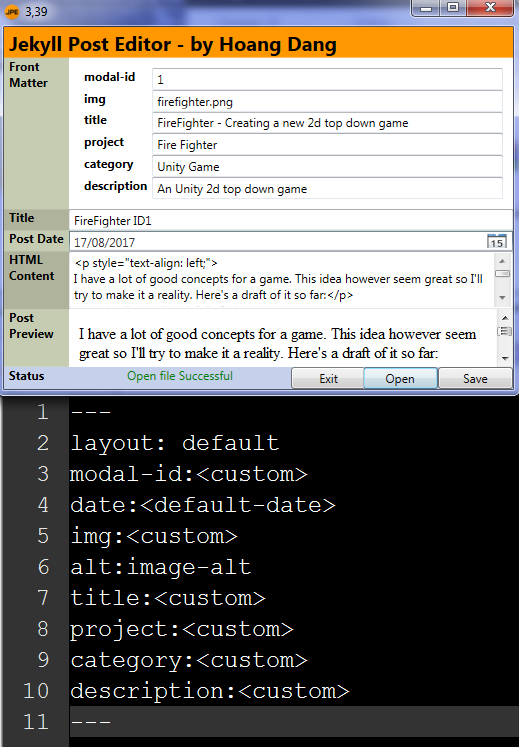 JPE 3,39
Jekyll Post Editor - by Hoang Dang
Front Matter
modal-id 1
img firefighter.png
title FireFighter - Creating a new 2d top down game
project Fire Fighter
category Unity Game
description An Unity 2d top down game
Title FireFighter ID1
Post Date 17/08/2017 15
HTML Content
<p style="text-align: left;">
I have a lot of good concepts for a game. This idea however seem great so I'll
try to make it a reality. Here's a draft of it so far:</p>
Post Preview
I have a lot of good concepts for a game. This idea however seem
great so I'll try to make it a reality. Here's a draft of it so far:
Status Open file Successful Exit Open Save
1 ---
2 layout: default
3 modal-id:<custom>
4 date:<default-date>
5 img:<custom>
6 alt:image-alt
7 title:<custom>
8 project:<custom>
9 category:<custom>
10 description:<custom>
11 ---